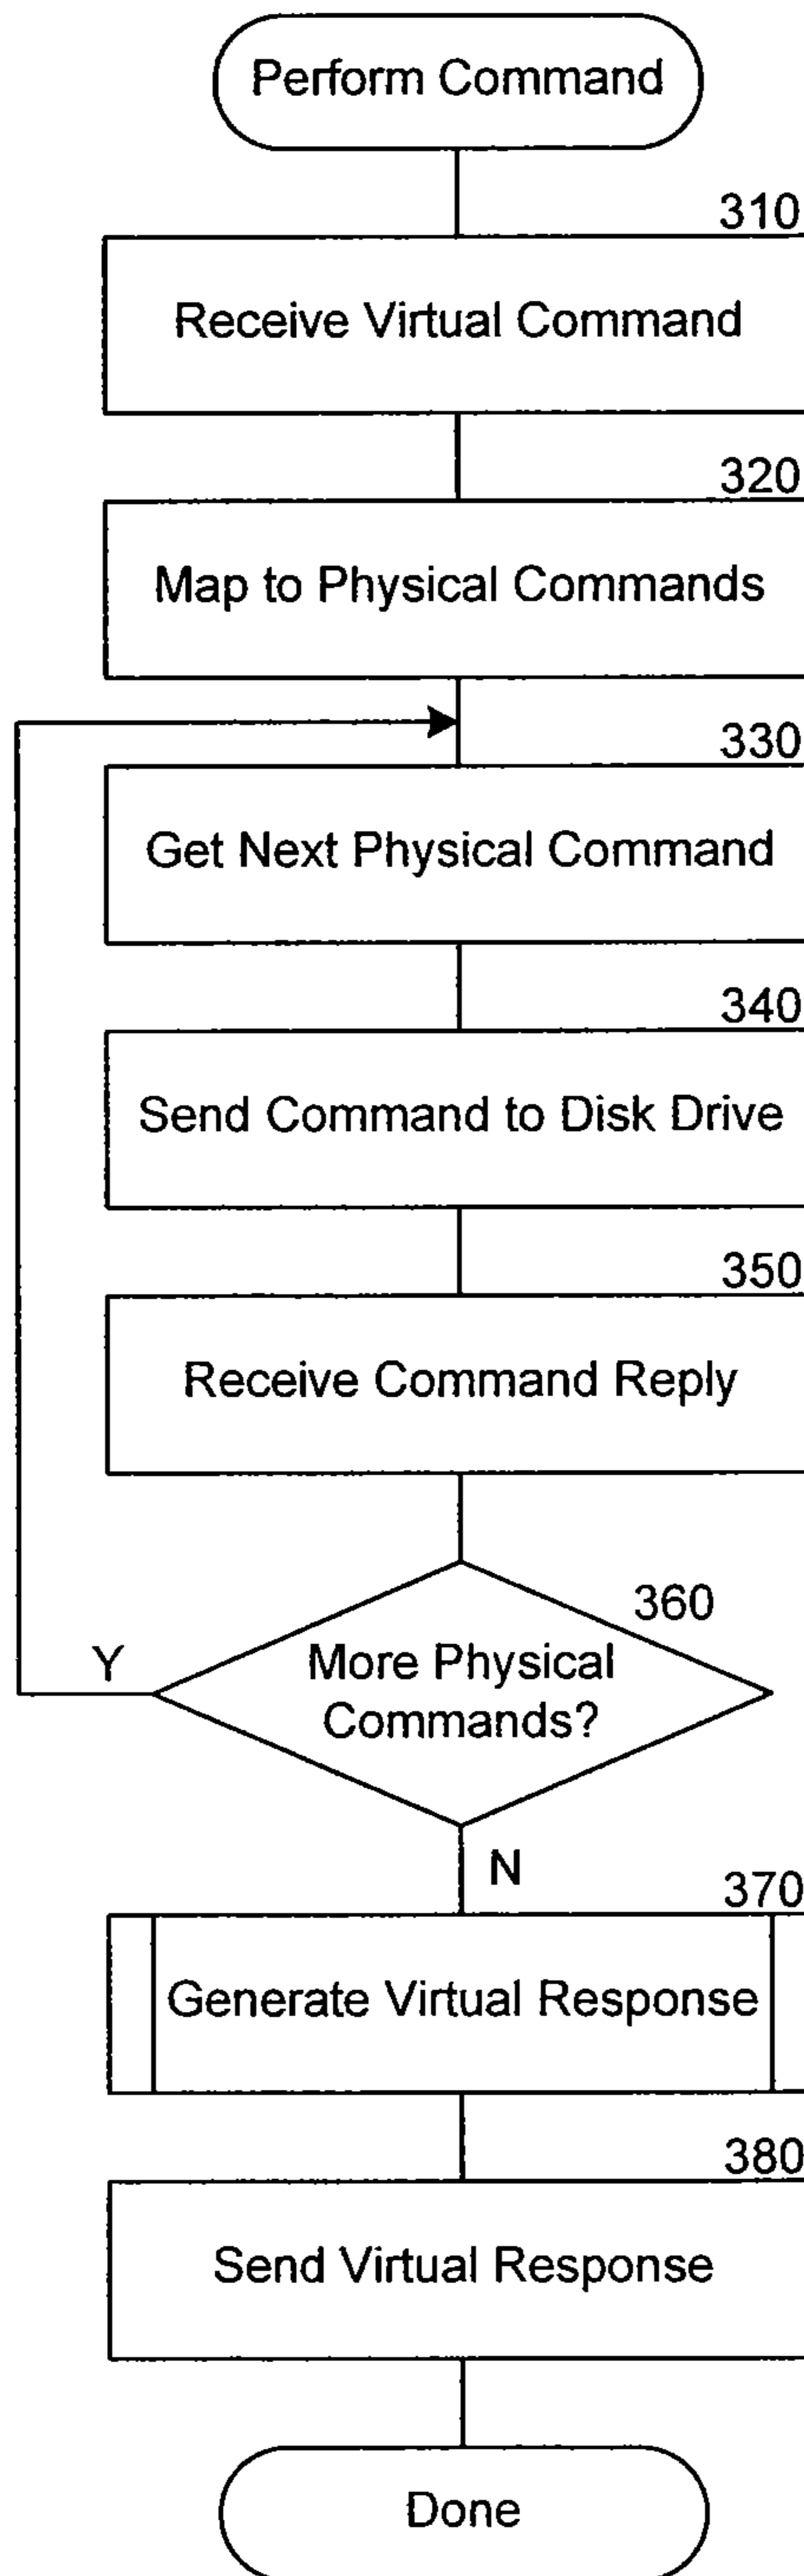 Perform Command
310
Receive Virtual Command
320
Map to Physical Commands
330
Get Next Physical Command
340
Send Command to Disk Drive
350
Receive Command Reply
360
More Physical
Commands?
Y
N
370
Generate Virtual Response
380
Send Virtual Response
Done